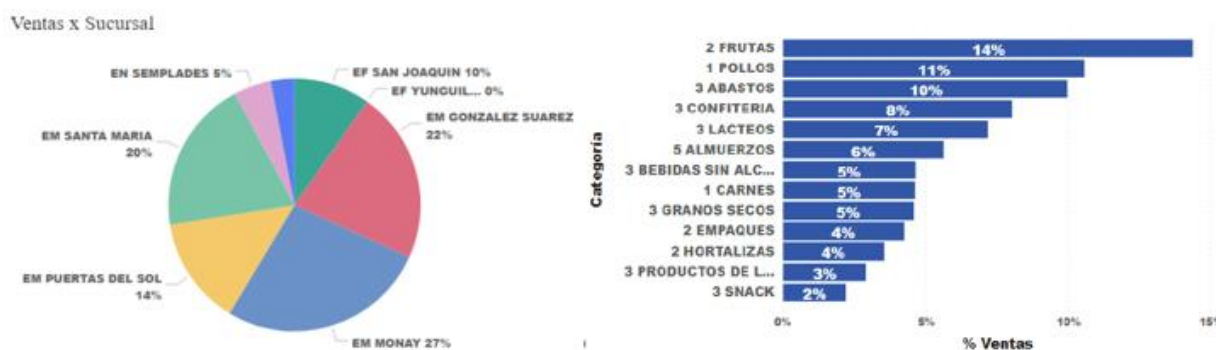 Ventas x Sucursal
EN SEMPLADES 5%
EF SAN JOAQUIN 10%
EF YUNGUIL... 0%
EM GONZALEZ SUAREZ
22%
EM SANTA MARIA
20%
EM PUERTAS DEL SOL
14%
EM MONAY 27%
Categoría
2 FRUTAS 14%
1 POLLOS 11%
3 ABASTOS 10%
3 CONFITERIA 8%
3 LACTEOS 7%
5 ALMUERZOS 6%
3 BEBIDAS SIN ALC... 5%
1 CARNES 5%
3 GRANOS SECOS 5%
2 EMPAQUES 4%
2 HORTALIZAS 4%
3 PRODUCTOS DE L... 3%
3 SNACK 2%
0% 5% 10% 15%
% Ventas